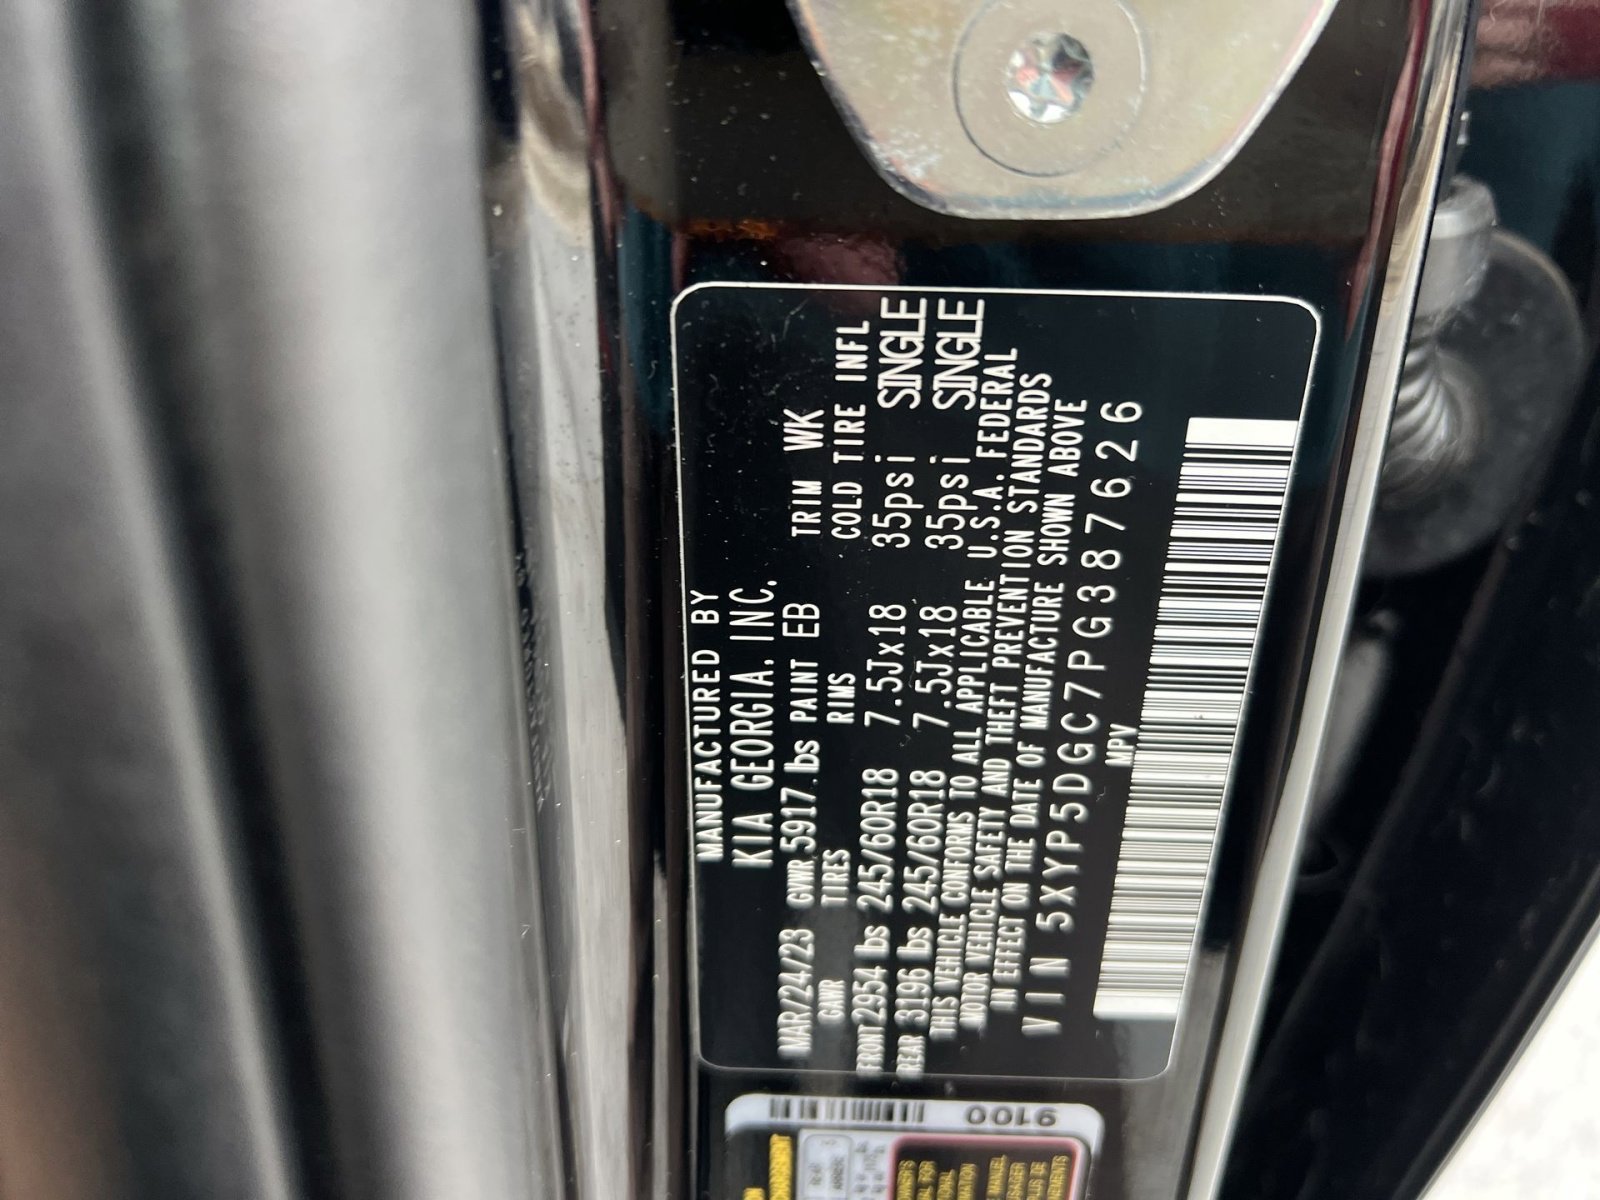 MANUFACTURED BY
KIA GEORGIA, INC.
MAR/24/23 GVWR 5917 lbs PAINT EB TRIM WK
GAWR TIRES RIMS COLD TIRE INFL
FRONT 2954 lbs 245/60R18 7.5Jx18 35psi SINGLE
REAR 3196 lbs 245/60R18 7.5Jx18 35psi SINGLE
THIS VEHICLE CONFORMS TO ALL APPLICABLE U.S.A. FEDERAL
MOTOR VEHICLE SAFETY AND THEFT PREVENTION STANDARDS
IN EFFECT ON THE DATE OF MANUFACTURE SHOWN ABOVE
VIN 5XYP5DGC7PG387626
MPV
9100